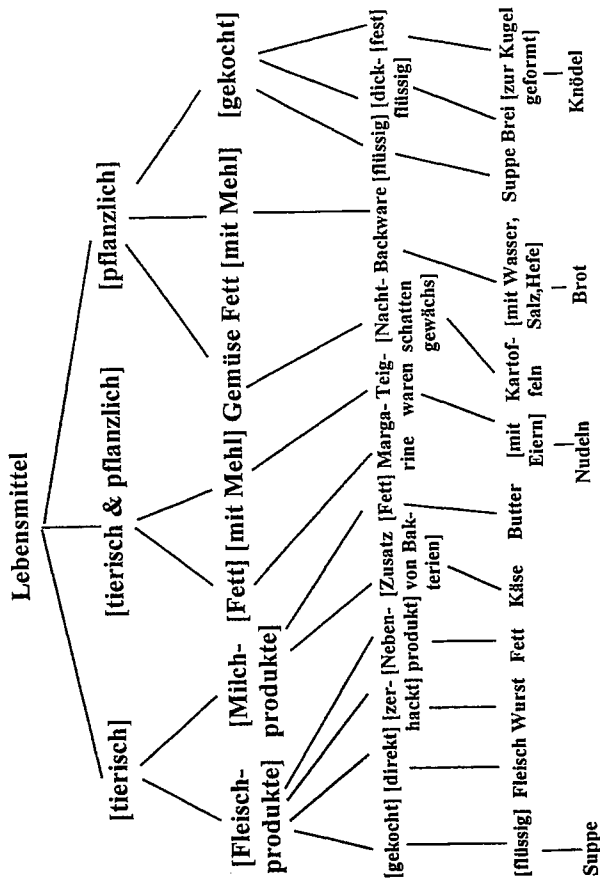 Lebensmittel
[tierisch] [tierisch & pflanzlich] [pflanzlich]
[Fleisch- [Milch- [Fett] [mit Mehl] Gemüse Fett [mit Mehl] [gekocht]
produkte] produkte]
[gekocht] [direkt] [zer- [Neben- [Zusatz [Fett] Marga- Teig- [Nacht- Backware [flüssig] [dick- [fest]
hackt] produkt] von Bak- rine waren schatten flüssig]
terien] gewächs]
[flüssig] Fleisch Wurst Fett Käse Butter [mit Kartof- [mit Wasser, Suppe Brei [zur Kugel
Eiern] feln Salz,Hefe] geformt]
Suppe Nudeln Brot Knödel